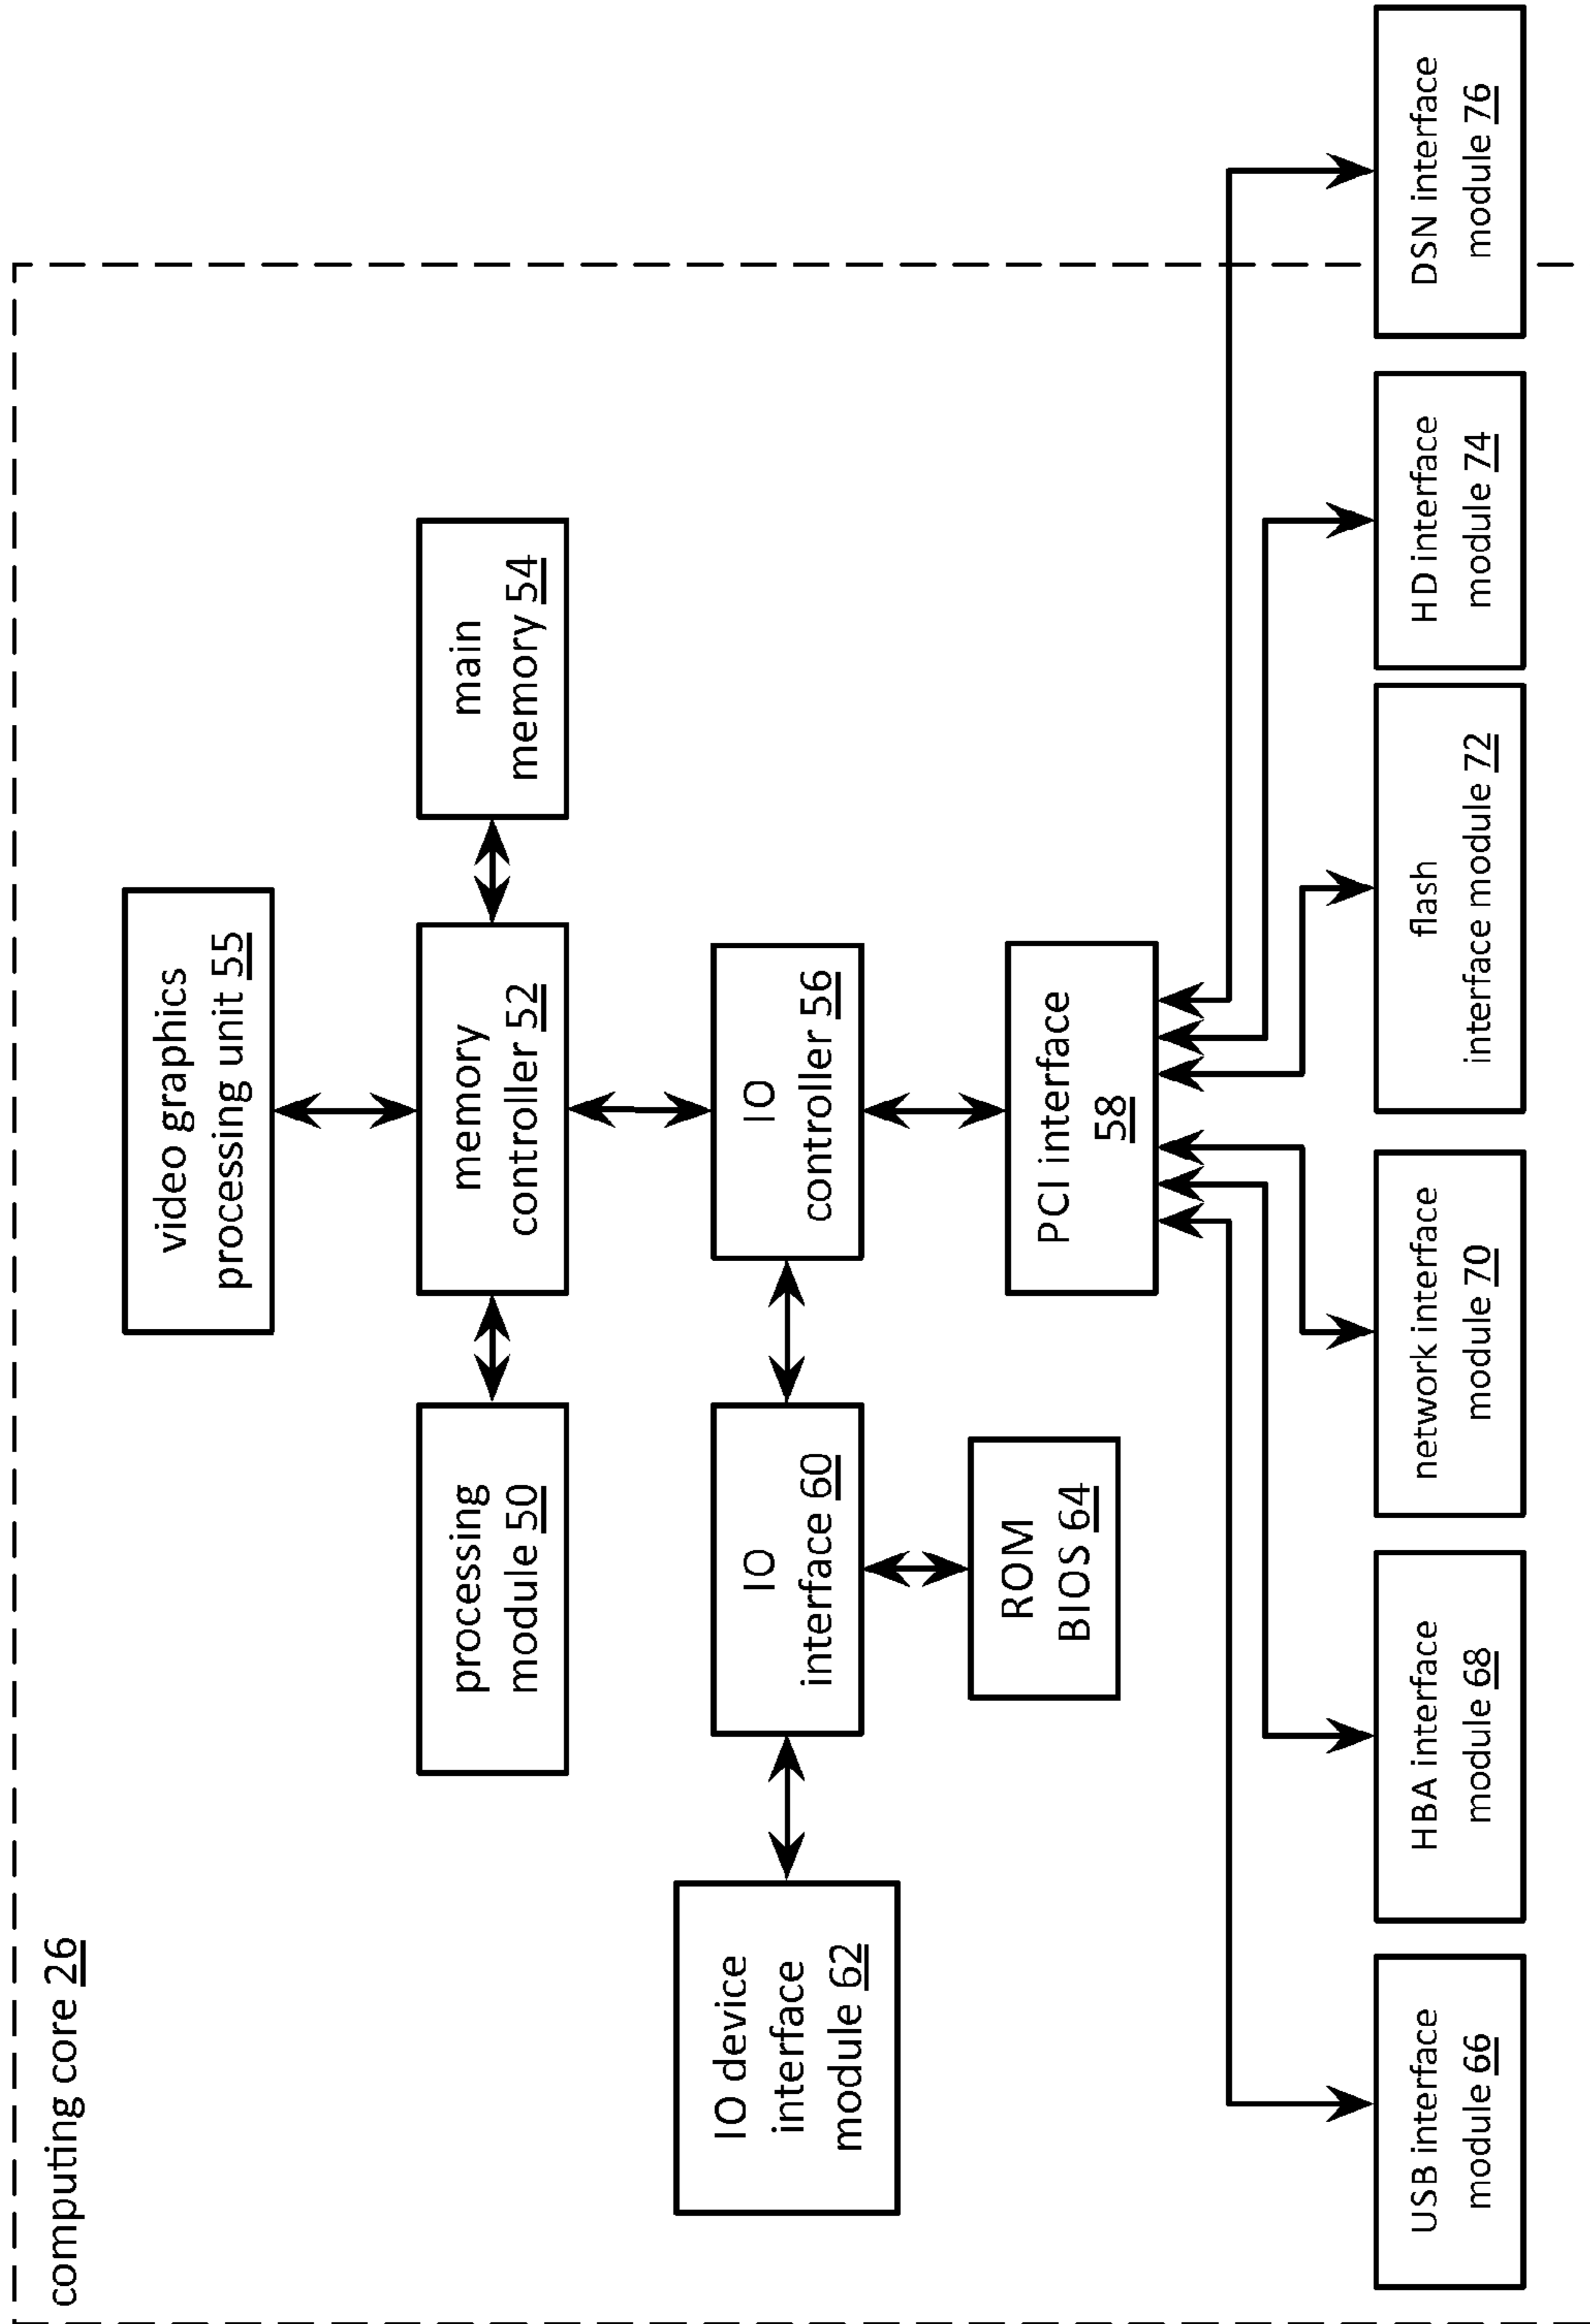 computing core 26
video graphics
processing unit 55
processing
module 50
memory
controller 52
main
memory 54
IO device
interface
module 62
IO
interface 60
IO
controller 56
ROM
BIOS 64
PCI interface
58
USB interface
module 66
HBA interface
module 68
network interface
module 70
flash
interface module 72
HD interface
module 74
DSN interface
module 76